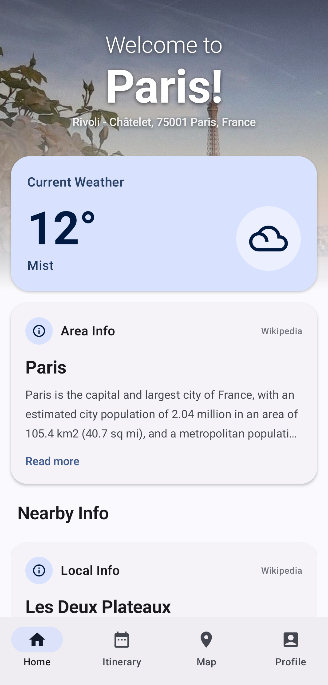 Welcome to
Paris!
Rivoli - Châtelet, 75001 Paris, France
Current Weather
12°
Mist
Area Info
Wikipedia
Paris
Paris is the capital and largest city of France, with an
estimated city population of 2.04 million in an area of
105.4 km2 (40.7 sq mi), and a metropolitan populati...
Read more
Nearby Info
Local Info
Wikipedia
Les Deux Plateaux
Home
Itinerary
Map
Profile